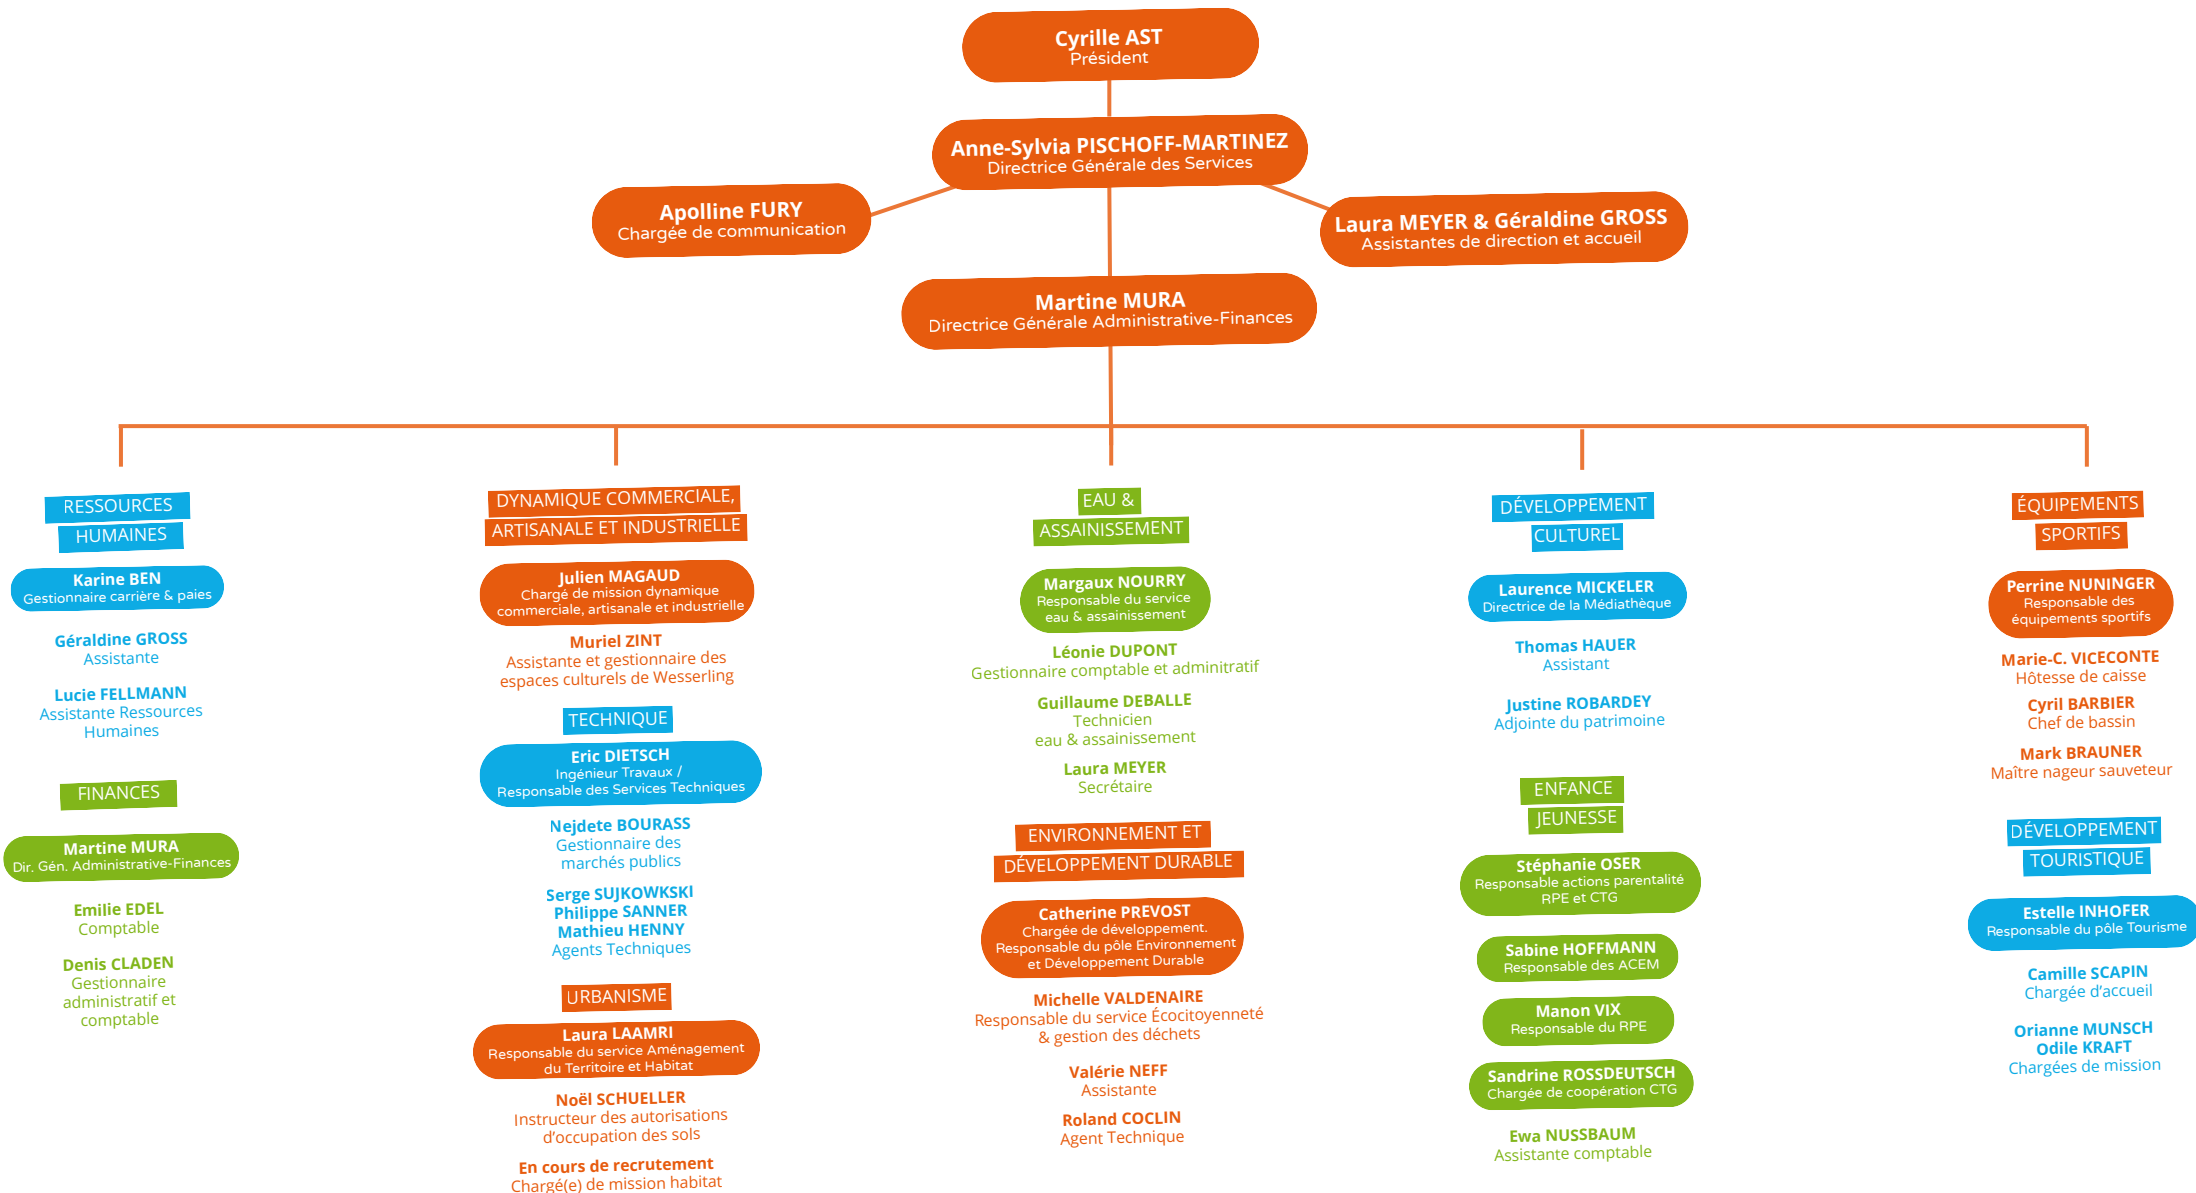 Cyrille AST
Président
Anne-Sylvia PISCHOFF-MARTINEZ
Directrice Générale des Services
Apolline FURY
Chargée de communication
Laura MEYER & Géraldine GROSS
Assistantes de direction et accueil
Martine MURA
Directrice Générale Administrative-Finances
RESSOURCES
HUMAINES
Karine BEN
Gestionnaire carrière & paies
Géraldine GROSS
Assistante
Lucie FELLMANN
Assistante Ressources
Humaines
FINANCES
Martine MURA
Dir. Gén. Administrative-Finances
Emilie EDEL
Comptable
Denis CLADEN
Gestionnaire
administratif et
comptable
DYNAMIQUE COMMERCIALE,
ARTISANALE ET INDUSTRIELLE
Julien MAGAUD
Chargé de mission dynamique
commerciale, artisanale et industrielle
Muriel ZINT
Assistante et gestionnaire des
espaces culturels de Wesserling
TECHNIQUE
Eric DIETSCH
Ingénieur Travaux /
Responsable des Services Techniques
Nejdete BOURASS
Gestionnaire des
marchés publics
Serge SUJKOWKSKI
Philippe SANNER
Mathieu HENNY
Agents Techniques
URBANISME
Laura LAAMRI
Responsable du service Aménagement
du Territoire et Habitat
Noël SCHUELLER
Instructeur des autorisations
d'occupation des sols
En cours de recrutement
Chargé(e) de mission habitat
EAU &
ASSAINISSEMENT
Margaux NOURRY
Responsable du service
eau & assainissement
Léonie DUPONT
Gestionnaire comptable et adminitratif
Guillaume DEBALLE
Technicien
eau & assainissement
Laura MEYER
Secrétaire
ENVIRONNEMENT ET
DÉVELOPPEMENT DURABLE
Catherine PREVOST
Chargée de développement.
Responsable du pôle Environnement
et Développement Durable
Michelle VALDENAIRE
Responsable du service Écocitoyenneté
& gestion des déchets
Valérie NEFF
Assistante
Roland COCLIN
Agent Technique
DÉVELOPPEMENT
CULTUREL
Laurence MICKELER
Directrice de la Médiathèque
Thomas HAUER
Assistant
Justine ROBARDEY
Adjointe du patrimoine
ENFANCE
JEUNESSE
Stéphanie OSER
Responsable actions parentalité
RPE et CTG
Sabine HOFFMANN
Responsable des ACEM
Manon VIX
Responsable du RPE
Sandrine ROSSDEUTSCH
Chargée de coopération CTG
Ewa NUSSBAUM
Assistante comptable
ÉQUIPEMENTS
SPORTIFS
Perrine NUNINGER
Responsable des
équipements sportifs
Marie-C. VICECONTE
Hôtesse de caisse
Cyril BARBIER
Chef de bassin
Mark BRAUNER
Maître nageur sauveteur
DÉVELOPPEMENT
TOURISTIQUE
Estelle INHOFER
Responsable du pôle Tourisme
Camille SCAPIN
Chargée d'accueil
Orianne MUNSCH
Odile KRAFT
Chargées de mission